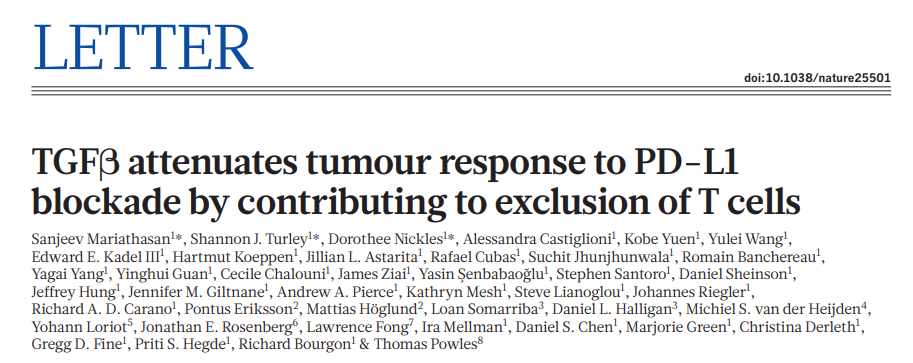 LETTER
doi:10.1038/nature25501
TGFβ attenuates tumour response to PD-L1
blockade by contributing to exclusion of T cells
Sanjeev Mariathasan¹*, Shannon J. Turley¹*, Dorothee Nickles¹*, Alessandra Castiglioni¹, Kobe Yuen¹, Yulei Wang¹,
Edward E. Kadel III¹, Hartmut Koeppen¹, Jillian L. Astarita¹, Rafael Cubas¹, Suchit Jhunjhunwala¹, Romain Banchereau¹,
Yagai Yang¹, Yinghui Guan¹, Cecile Chalouni¹, James Ziai¹, Yasin Şenbabaoğlu¹, Stephen Santoro¹, Daniel Sheinson¹,
Jeffrey Hung¹, Jennifer M. Giltnane¹, Andrew A. Pierce¹, Kathryn Mesh¹, Steve Lianoglou¹, Johannes Riegler¹,
Richard A. D. Carano¹, Pontus Eriksson², Mattias Höglund², Loan Somarriba³, Daniel L. Halligan³, Michiel S. van der Heijden⁴,
Yohann Loriot⁵, Jonathan E. Rosenberg⁶, Lawrence Fong⁷, Ira Mellman¹, Daniel S. Chen¹, Marjorie Green¹, Christina Derleth¹,
Gregg D. Fine¹, Priti S. Hegde¹, Richard Bourgon¹ & Thomas Powles⁸